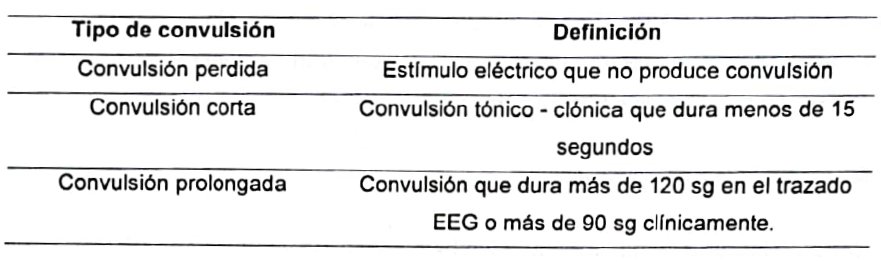 Tipo de convulsión Definición
Convulsión perdida Estímulo eléctrico que no produce convulsión
Convulsión corta Convulsión tónico - clónica que dura menos de 15
segundos
Convulsión prolongada Convulsión que dura más de 120 sg en el trazado
EEG o más de 90 sg clínicamente.